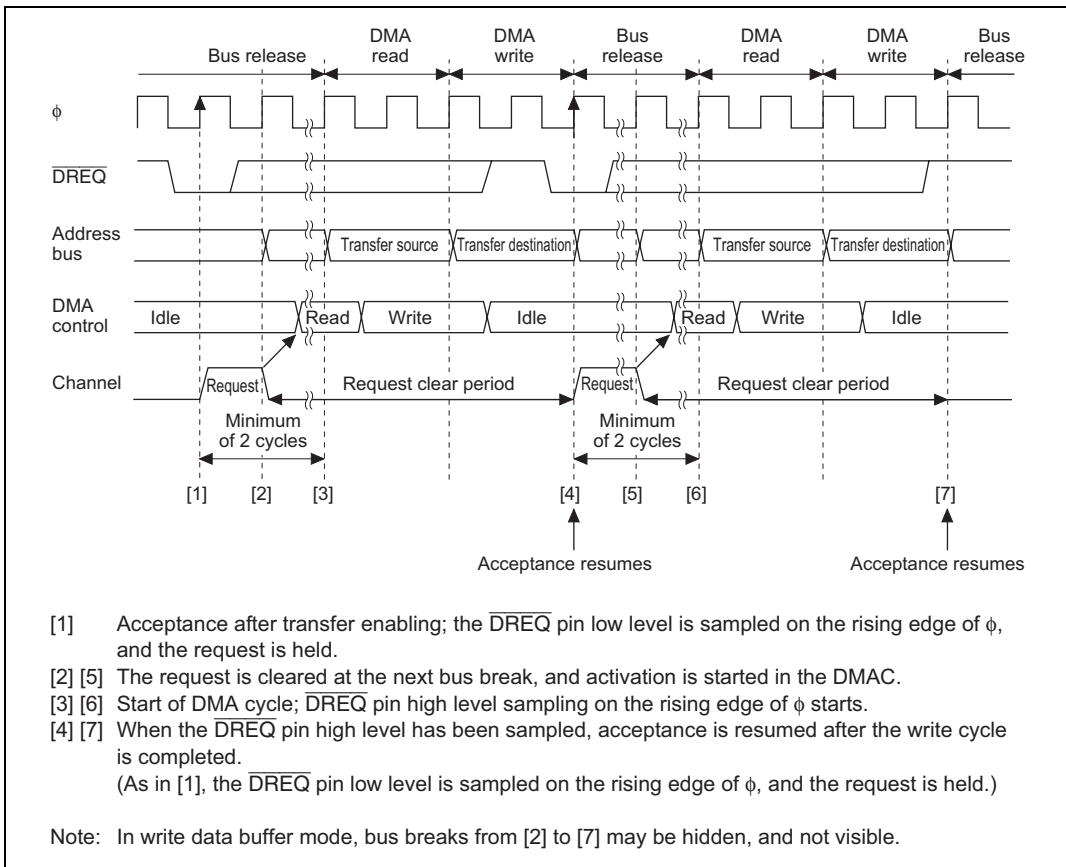 Bus release
DMA read
DMA write
Bus release
DMA read
DMA write
Bus release
φ
DREQ
Address bus
Transfer source
Transfer destination
Transfer source
Transfer destination
DMA control
Idle
Read
Write
Idle
Read
Write
Idle
Channel
Request
Request clear period
Request
Request clear period
Minimum of 2 cycles
Minimum of 2 cycles
[1]
[2]
[3]
[4]
[5]
[6]
[7]
Acceptance resumes
Acceptance resumes
[1] Acceptance after transfer enabling; the DREQ pin low level is sampled on the rising edge of φ,
and the request is held.
[2] [5] The request is cleared at the next bus break, and activation is started in the DMAC.
[3] [6] Start of DMA cycle; DREQ pin high level sampling on the rising edge of φ starts.
[4] [7] When the DREQ pin high level has been sampled, acceptance is resumed after the write cycle
is completed.
(As in [1], the DREQ pin low level is sampled on the rising edge of φ, and the request is held.)
Note: In write data buffer mode, bus breaks from [2] to [7] may be hidden, and not visible.